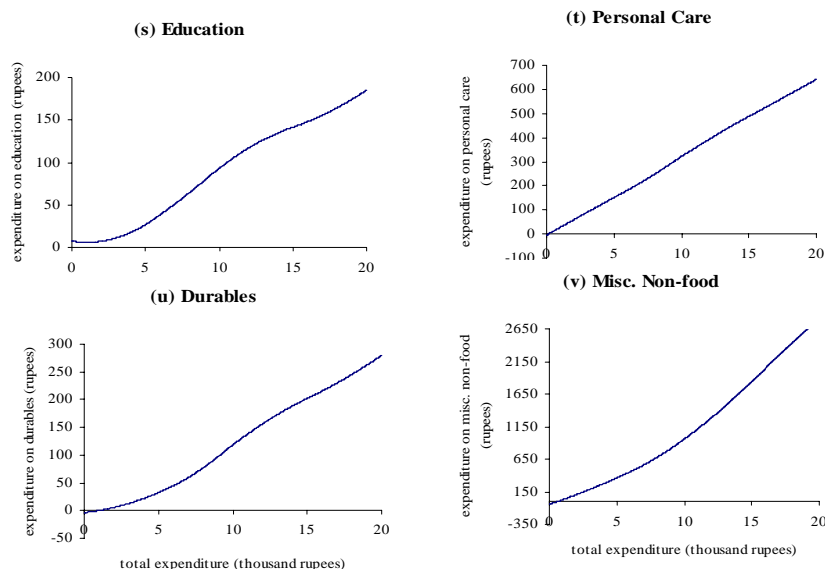 (s) Education
expenditure on education (rupees)
200
150
100
50
0
0 5 10 15 20
(t) Personal Care
expenditure on personal care
(rupees)
700
600
500
400
300
200
100
0
-100
0 5 10 15 20
(u) Durables
expenditure on durables (rupees)
300
250
200
150
100
50
0
-50
0 5 10 15 20
total expenditure (thousand rupees)
(v) Misc. Non-food
expenditure on misc. non-food
(rupees)
2650
2150
1650
1150
650
150
-350
0 5 10 15 20
total expenditure (thousand rupees)